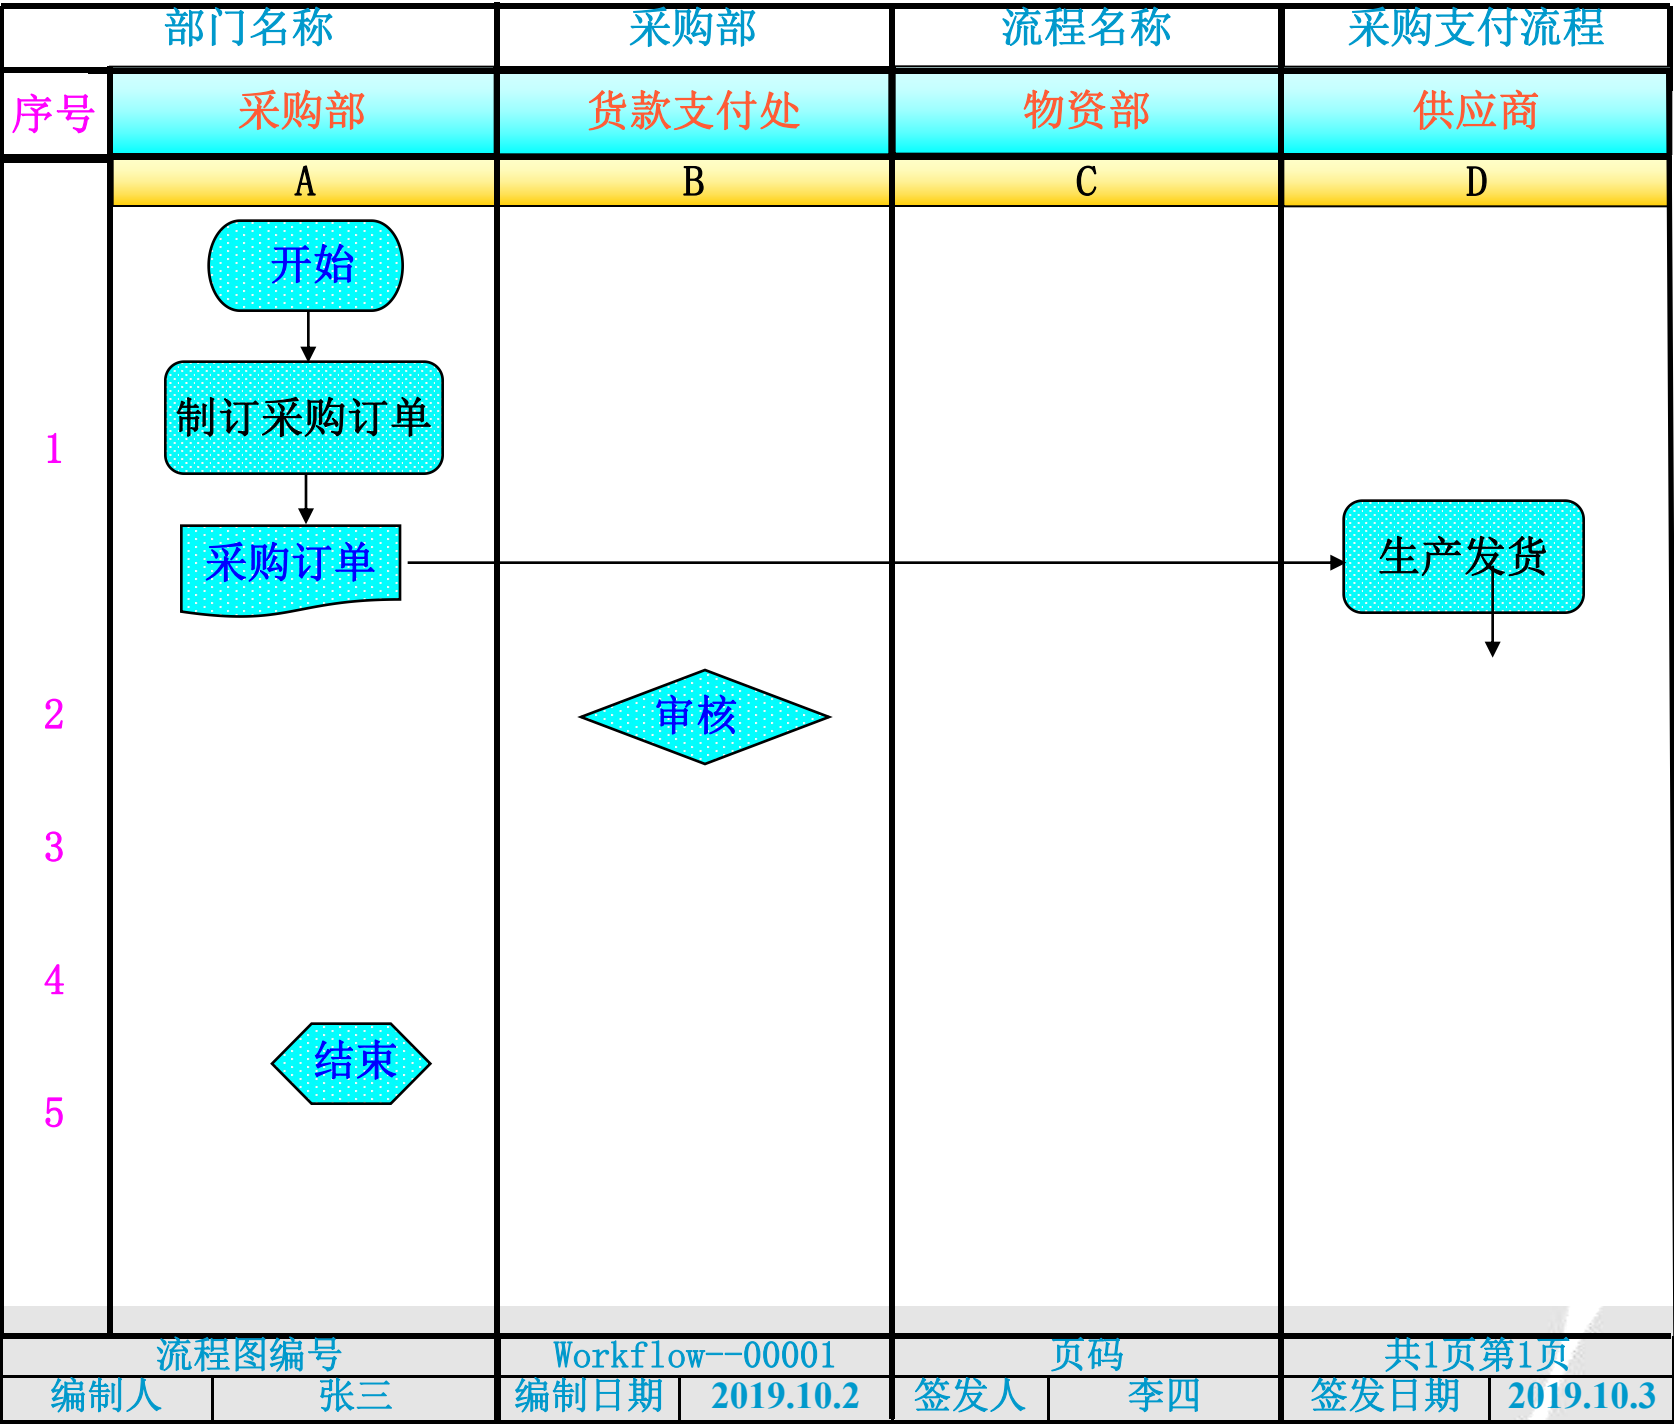 部门名称 采购部 流程名称 采购支付流程
序号 采购部 货款支付处 物资部 供应商
A B C D
开始
制订采购订单
1
采购订单 生产发货
2 审核
3
4
结束
5
流程图编号 Workflow--00001 页码 共1页第1页
编制人 张三 编制日期 2019.10.2 签发人 李四 签发日期 2019.10.3